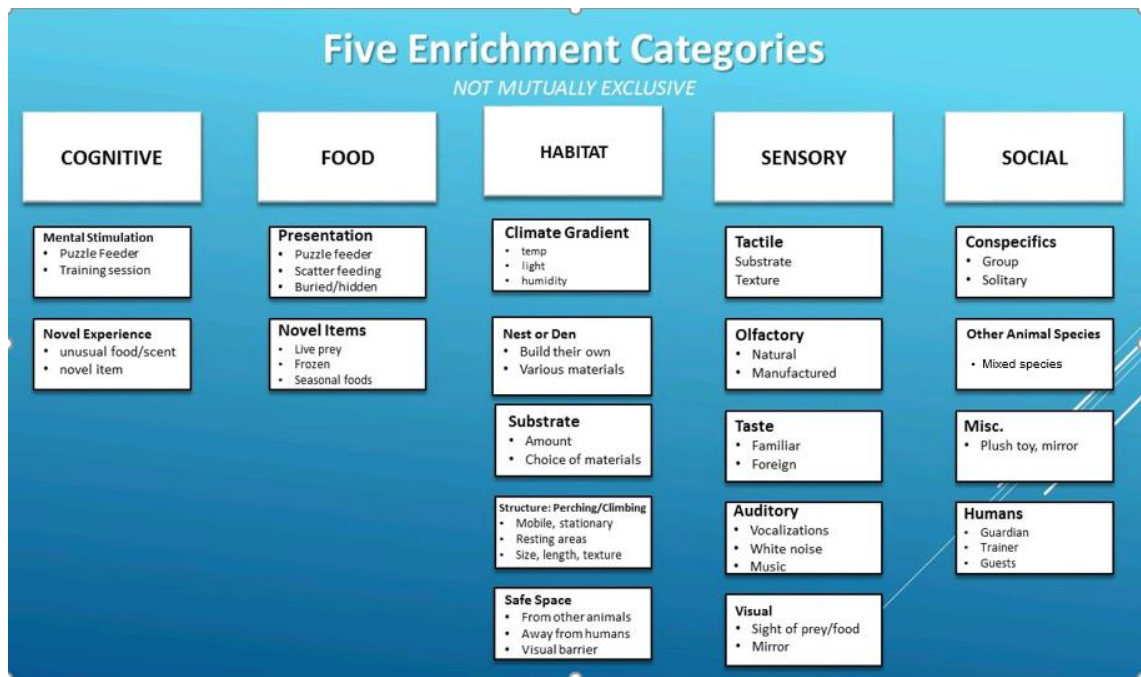 Five Enrichment Categories
NOT MUTUALLY EXCLUSIVE
COGNITIVE
Mental Stimulation
• Puzzle Feeder
• Training session
Novel Experience
• unusual food/scent
• novel item
FOOD
Presentation
• Puzzle feeder
• Scatter feeding
• Buried/hidden
Novel Items
• Live prey
• Frozen
• Seasonal foods
HABITAT
Climate Gradient
• temp
• light
• humidity
Nest or Den
• Build their own
• Various materials
Substrate
• Amount
• Choice of materials
Structure: Perching/Climbing
• Mobile, stationary
• Resting areas
• Size, length, texture
Safe Space
• From other animals
• Away from humans
• Visual barrier
SENSORY
Tactile
Substrate
Texture
Olfactory
• Natural
• Manufactured
Taste
• Familiar
• Foreign
Auditory
• Vocalizations
• White noise
• Music
Visual
• Sight of prey/food
• Mirror
SOCIAL
Conspecifics
• Group
• Solitary
Other Animal Species
• Mixed species
Misc.
• Plush toy, mirror
Humans
• Guardian
• Trainer
• Guests